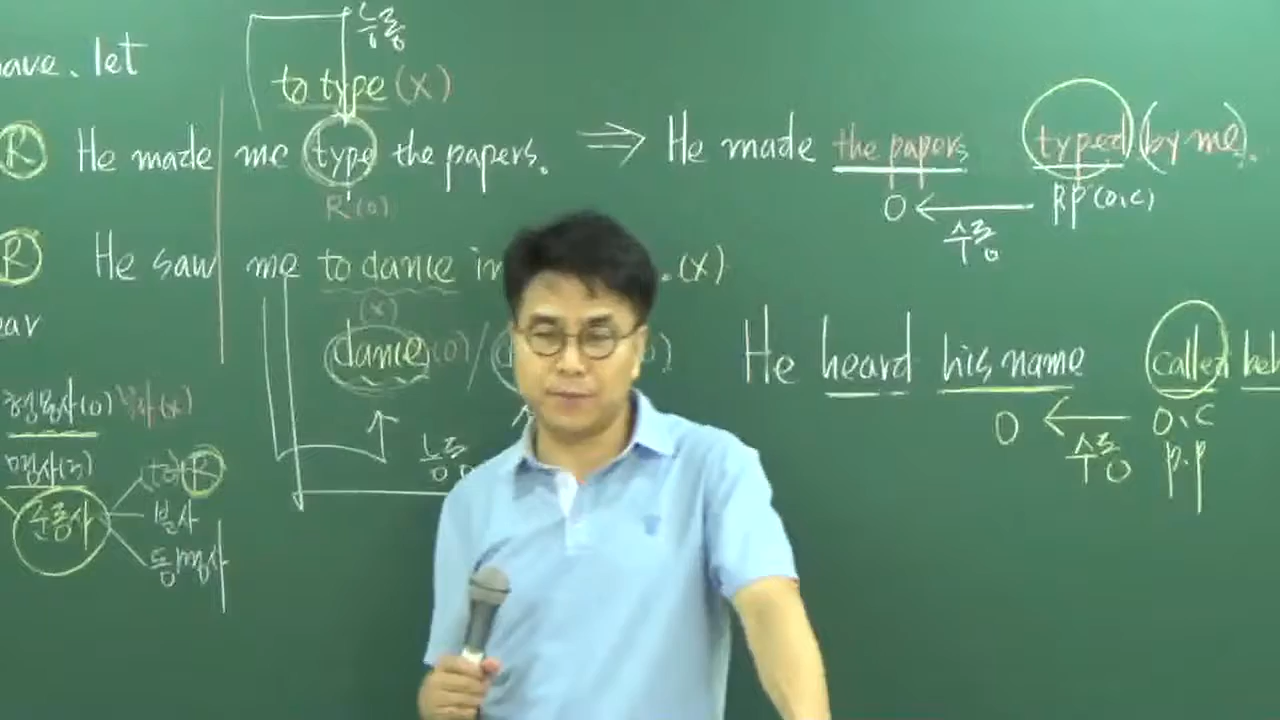 능동
have. let
to type (X)
R He made me type the papers. ⇒ He made the papers typed (by me).
R (O)
O ← P.P (O.C)
수동
R He saw me to dance in . (X)
(X)
ear
dance (O) /
He heard his name called beh
O ← O.C
수동 P.P
형용사 (O) 부사 (X)
명사 (?)
능동
준동사
to R
분사
동명사